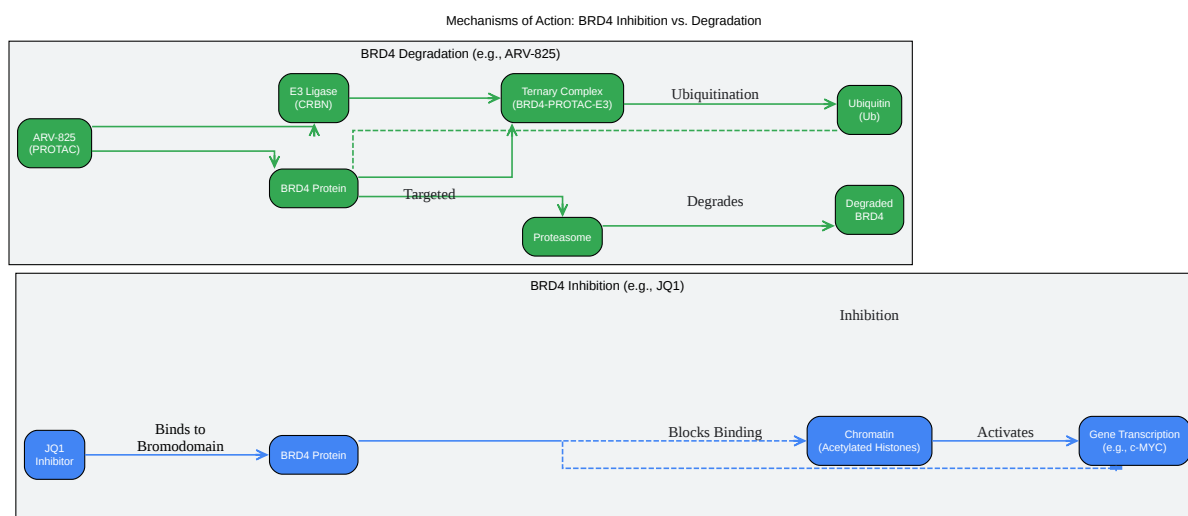 Mechanisms of Action: BRD4 Inhibition vs. Degradation
BRD4 Degradation (e.g., ARV-825)
E3 Ligase
(CRBN)
Ternary Complex
(BRD4-PROTAC-E3)
Ubiquitination
Ubiquitin
(Ub)
ARV-825
(PROTAC)
BRD4 Protein
Targeted
Degrades
Degraded
BRD4
Proteasome
BRD4 Inhibition (e.g., JQ1)
Inhibition
JQ1
Inhibitor
Binds to
Bromodomain
BRD4 Protein
Blocks Binding
Chromatin
(Acetylated Histones)
Activates
Gene Transcription
(e.g., c-MYC)